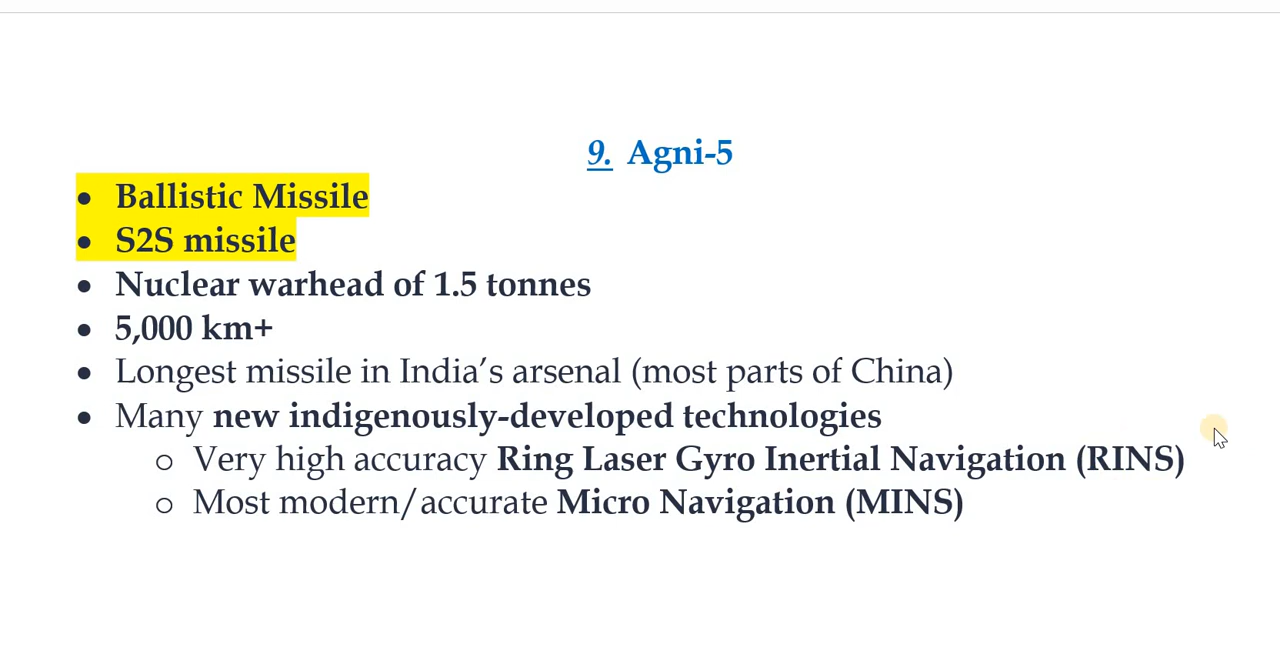 9. Agni-5
• Ballistic Missile
• S2S missile
• Nuclear warhead of 1.5 tonnes
• 5,000 km+
• Longest missile in India’s arsenal (most parts of China)
• Many new indigenously-developed technologies
o Very high accuracy Ring Laser Gyro Inertial Navigation (RINS)
o Most modern/accurate Micro Navigation (MINS)